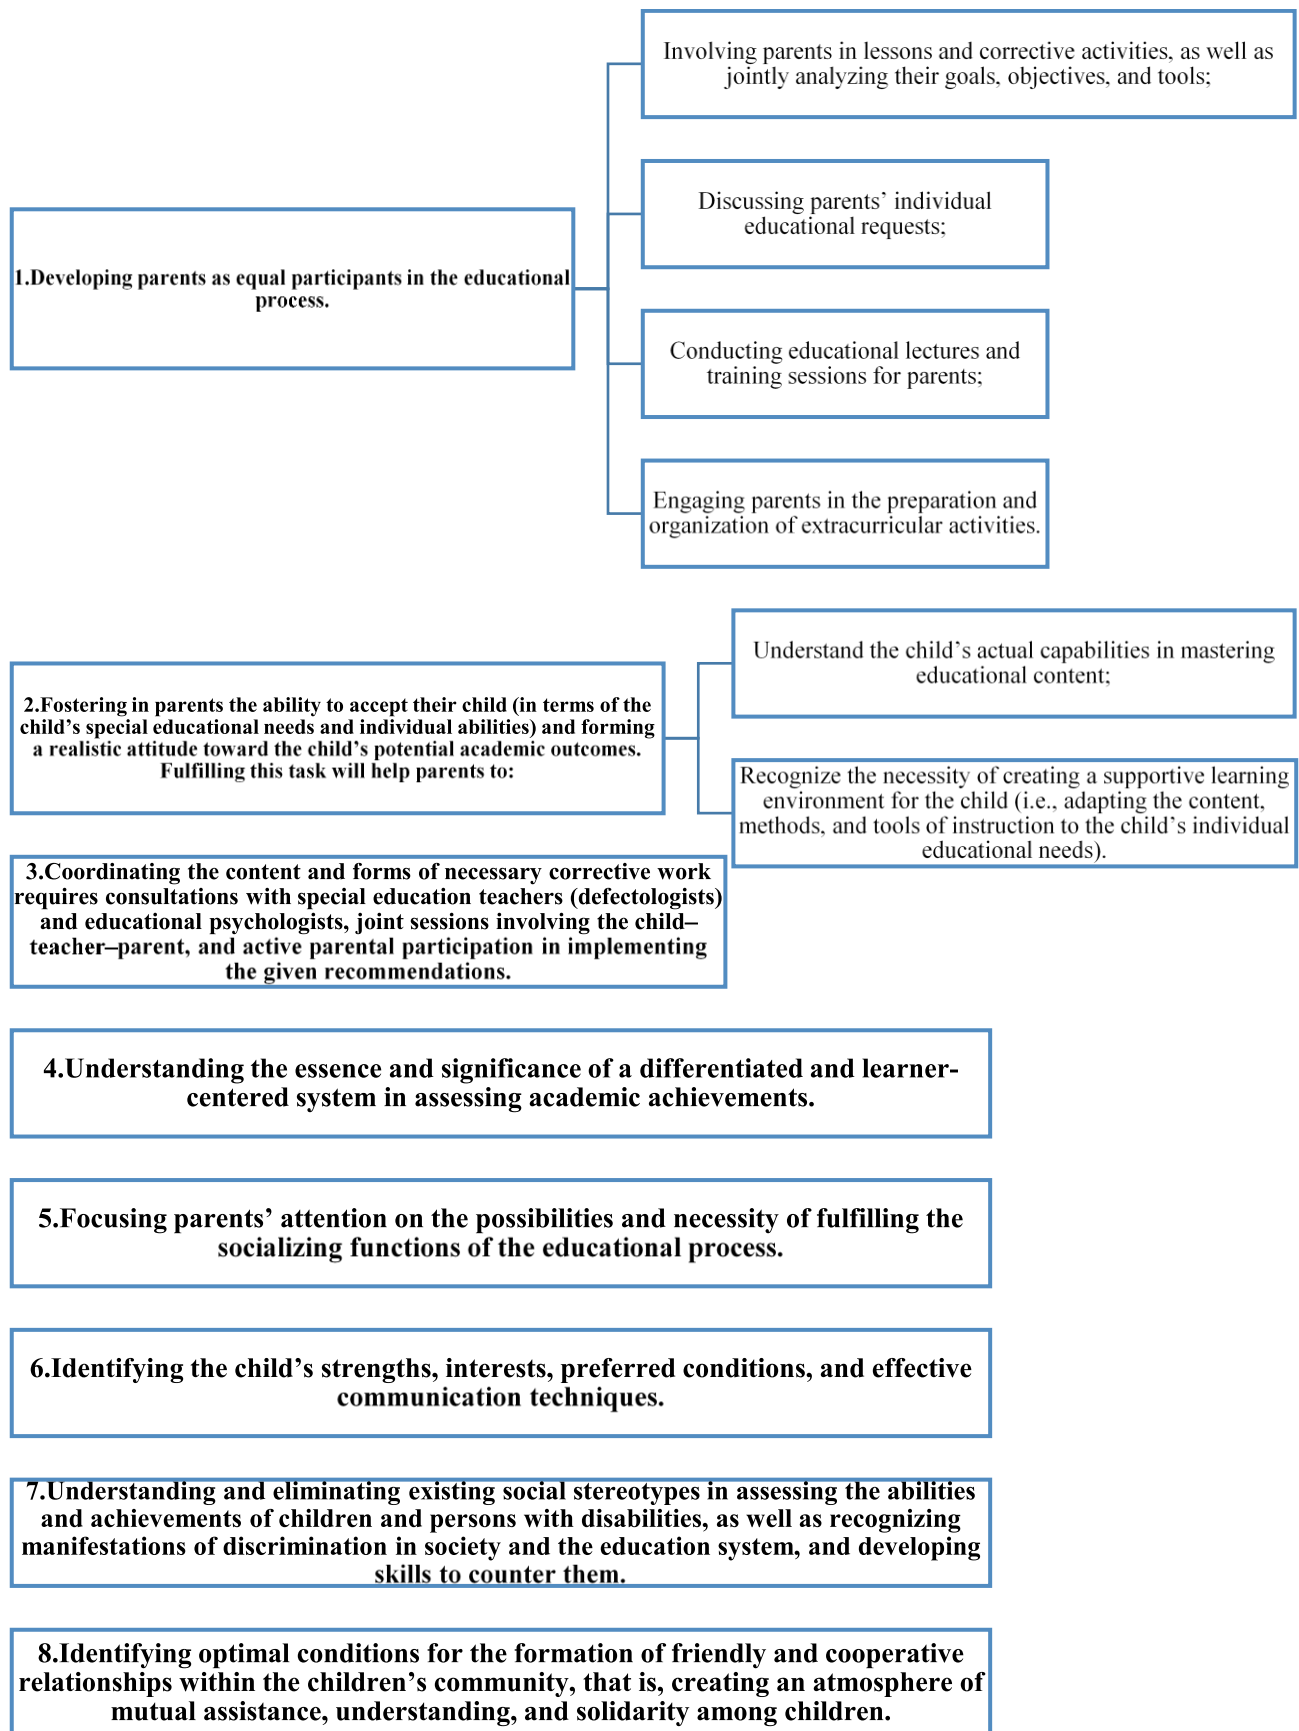 1.Developing parents as equal participants in the educational
process.
Involving parents in lessons and corrective activities, as well as
jointly analyzing their goals, objectives, and tools;
Discussing parents’ individual
educational requests;
Conducting educational lectures and
training sessions for parents;
Engaging parents in the preparation and
organization of extracurricular activities.
2.Fostering in parents the ability to accept their child (in terms of the
child’s special educational needs and individual abilities) and forming
a realistic attitude toward the child’s potential academic outcomes.
Fulfilling this task will help parents to:
Understand the child’s actual capabilities in mastering
educational content;
Recognize the necessity of creating a supportive learning
environment for the child (i.e., adapting the content,
methods, and tools of instruction to the child’s individual
educational needs).
3.Coordinating the content and forms of necessary corrective work
requires consultations with special education teachers (defectologists)
and educational psychologists, joint sessions involving the child–
teacher–parent, and active parental participation in implementing
the given recommendations.
4.Understanding the essence and significance of a differentiated and learner-
centered system in assessing academic achievements.
5.Focusing parents’ attention on the possibilities and necessity of fulfilling the
socializing functions of the educational process.
6.Identifying the child’s strengths, interests, preferred conditions, and effective
communication techniques.
7.Understanding and eliminating existing social stereotypes in assessing the abilities
and achievements of children and persons with disabilities, as well as recognizing
manifestations of discrimination in society and the education system, and developing
skills to counter them.
8.Identifying optimal conditions for the formation of friendly and cooperative
relationships within the children’s community, that is, creating an atmosphere of
mutual assistance, understanding, and solidarity among children.